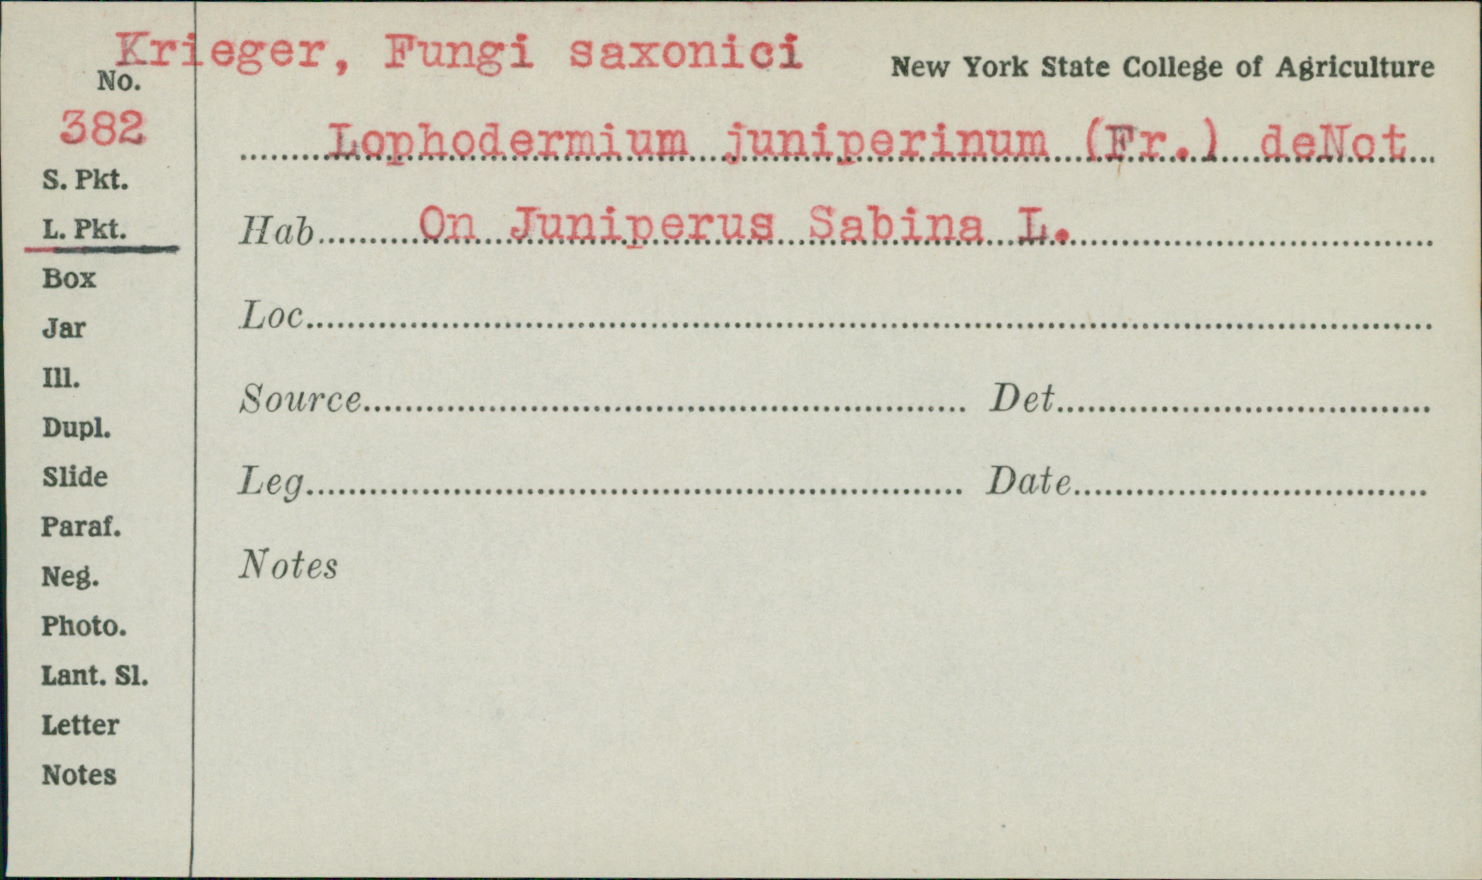 Krieger, Fungi saxonici
New York State College of Agriculture
No.
382
Lophodermium juniperinum (Fr.) deNot
S. Pkt.
L. Pkt.
Hab. On Juniperus Sabina L.
Box
Loc.
Jar
Ill.
Source Det.
Dupl.
Slide
Leg. Date
Paraf.
Neg.
Notes
Photo.
Lant. Sl.
Letter
Notes